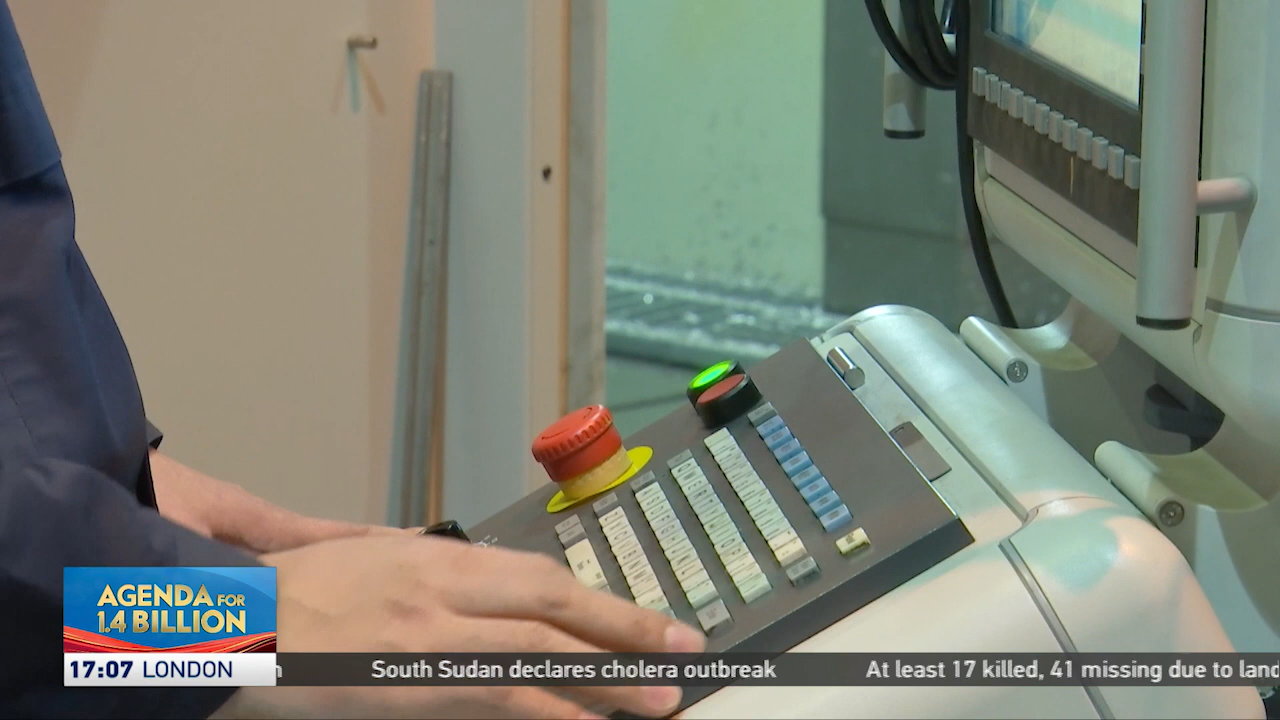 AGENDA FOR
1.4 BILLION
17:07 LONDON
South Sudan declares cholera outbreak
At least 17 killed, 41 missing due to land